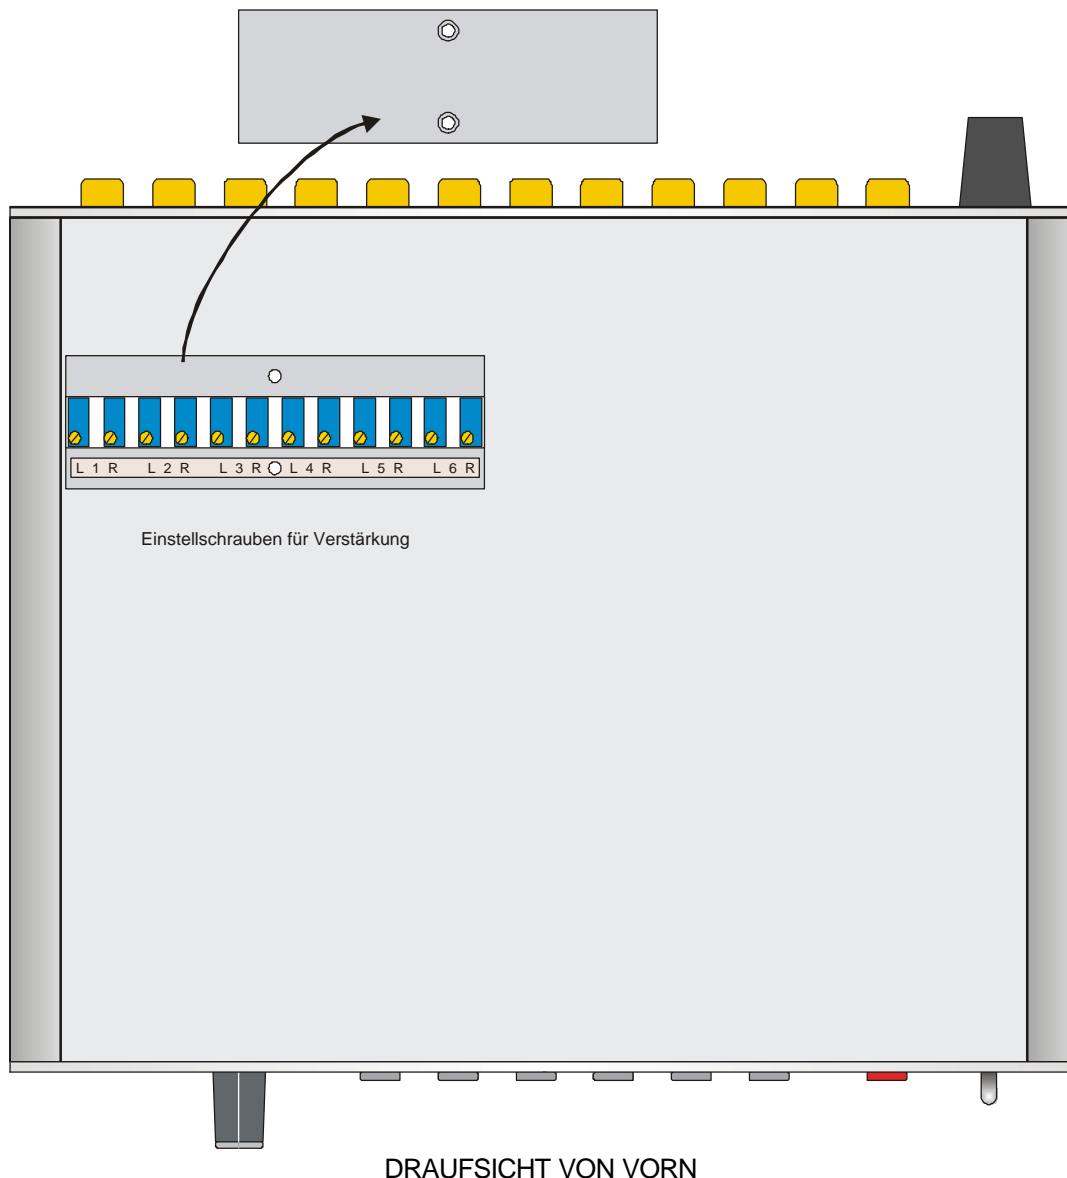 L 1 R L 2 R L 3 R L 4 R L 5 R L 6 R
Einstellschrauben für Verstärkung
DRAUFSICHT VON VORN